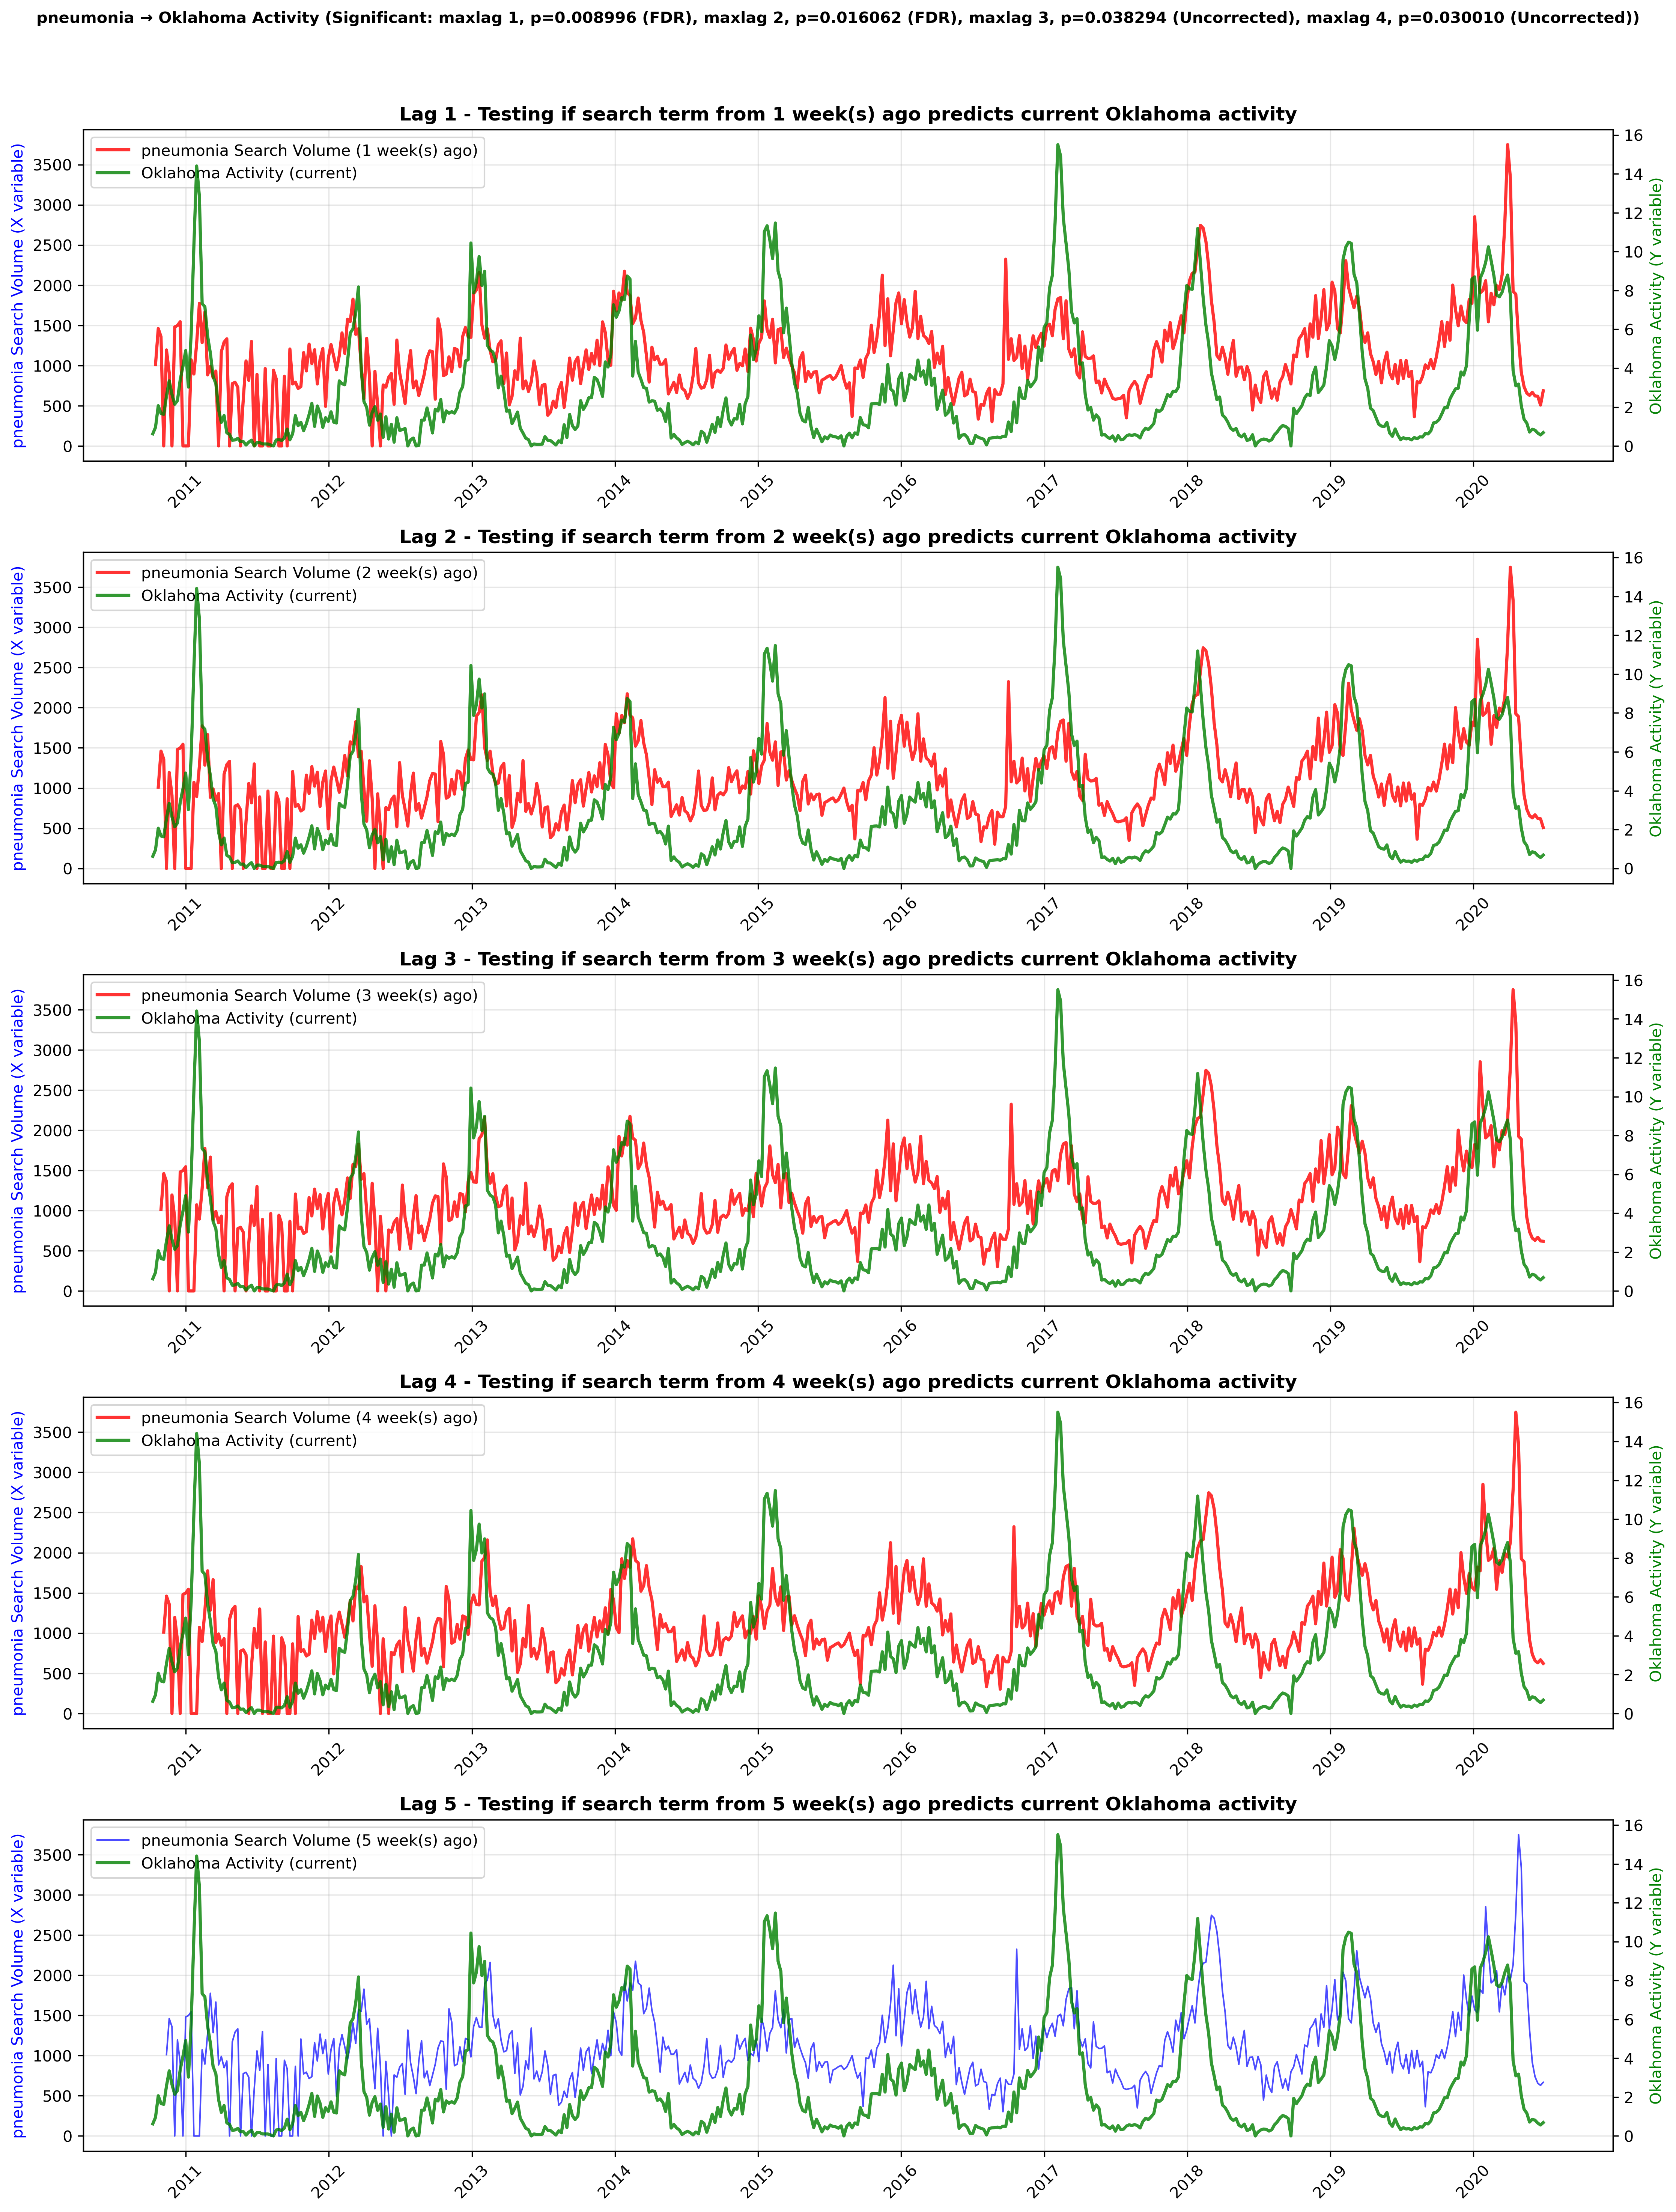 pneumonia → Oklahoma Activity (Significant: maxlag 1, p=0.008996 (FDR), maxlag 2, p=0.016062 (FDR), maxlag 3, p=0.038294 (Uncorrected), maxlag 4, p=0.030010 (Uncorrected))
Lag 1 - Testing if search term from 1 week(s) ago predicts current Oklahoma activity
pneumonia Search Volume (1 week(s) ago)
Oklahoma Activity (current)
pneumonia Search Volume (X variable)
3500
3000
2500
2000
1500
1000
500
0
16
14
12
10
8
6
4
2
0
Oklahoma Activity (Y variable)
2011 2012 2013 2014 2015 2016 2017 2018 2019 2020
Lag 2 - Testing if search term from 2 week(s) ago predicts current Oklahoma activity
pneumonia Search Volume (2 week(s) ago)
Oklahoma Activity (current)
pneumonia Search Volume (X variable)
3500
3000
2500
2000
1500
1000
500
0
16
14
12
10
8
6
4
2
0
Oklahoma Activity (Y variable)
2011 2012 2013 2014 2015 2016 2017 2018 2019 2020
Lag 3 - Testing if search term from 3 week(s) ago predicts current Oklahoma activity
pneumonia Search Volume (3 week(s) ago)
Oklahoma Activity (current)
pneumonia Search Volume (X variable)
3500
3000
2500
2000
1500
1000
500
0
16
14
12
10
8
6
4
2
0
Oklahoma Activity (Y variable)
2011 2012 2013 2014 2015 2016 2017 2018 2019 2020
Lag 4 - Testing if search term from 4 week(s) ago predicts current Oklahoma activity
pneumonia Search Volume (4 week(s) ago)
Oklahoma Activity (current)
pneumonia Search Volume (X variable)
3500
3000
2500
2000
1500
1000
500
0
16
14
12
10
8
6
4
2
0
Oklahoma Activity (Y variable)
2011 2012 2013 2014 2015 2016 2017 2018 2019 2020
Lag 5 - Testing if search term from 5 week(s) ago predicts current Oklahoma activity
pneumonia Search Volume (5 week(s) ago)
Oklahoma Activity (current)
pneumonia Search Volume (X variable)
3500
3000
2500
2000
1500
1000
500
0
16
14
12
10
8
6
4
2
0
Oklahoma Activity (Y variable)
2011 2012 2013 2014 2015 2016 2017 2018 2019 2020